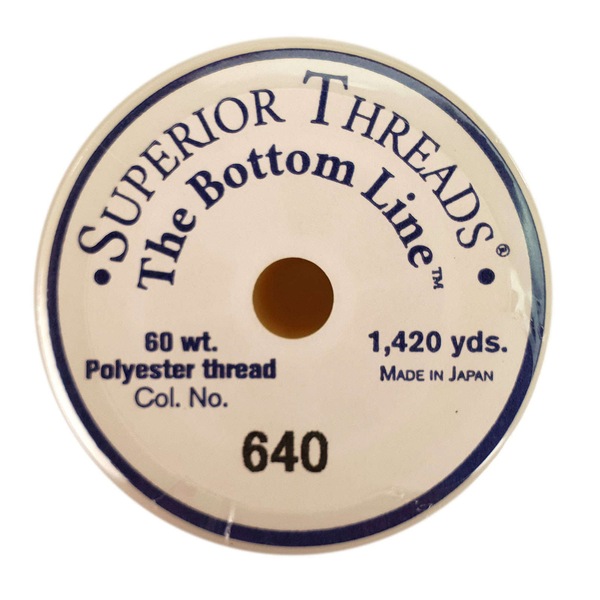 SUPERIOR THREADS®
The Bottom Line™
60 wt.
Polyester thread
Col. No.
640
1,420 yds.
MADE IN JAPAN